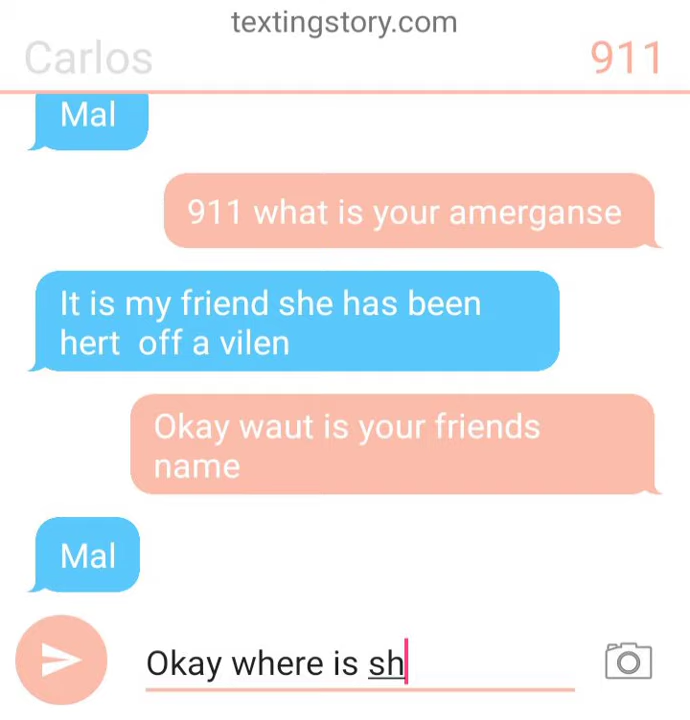 textingstory.com
Carlos
911
Mal
911 what is your amerganse
It is my friend she has been
hert  off a vilen
Okay waut is your friends
name
Mal
Okay where is sh